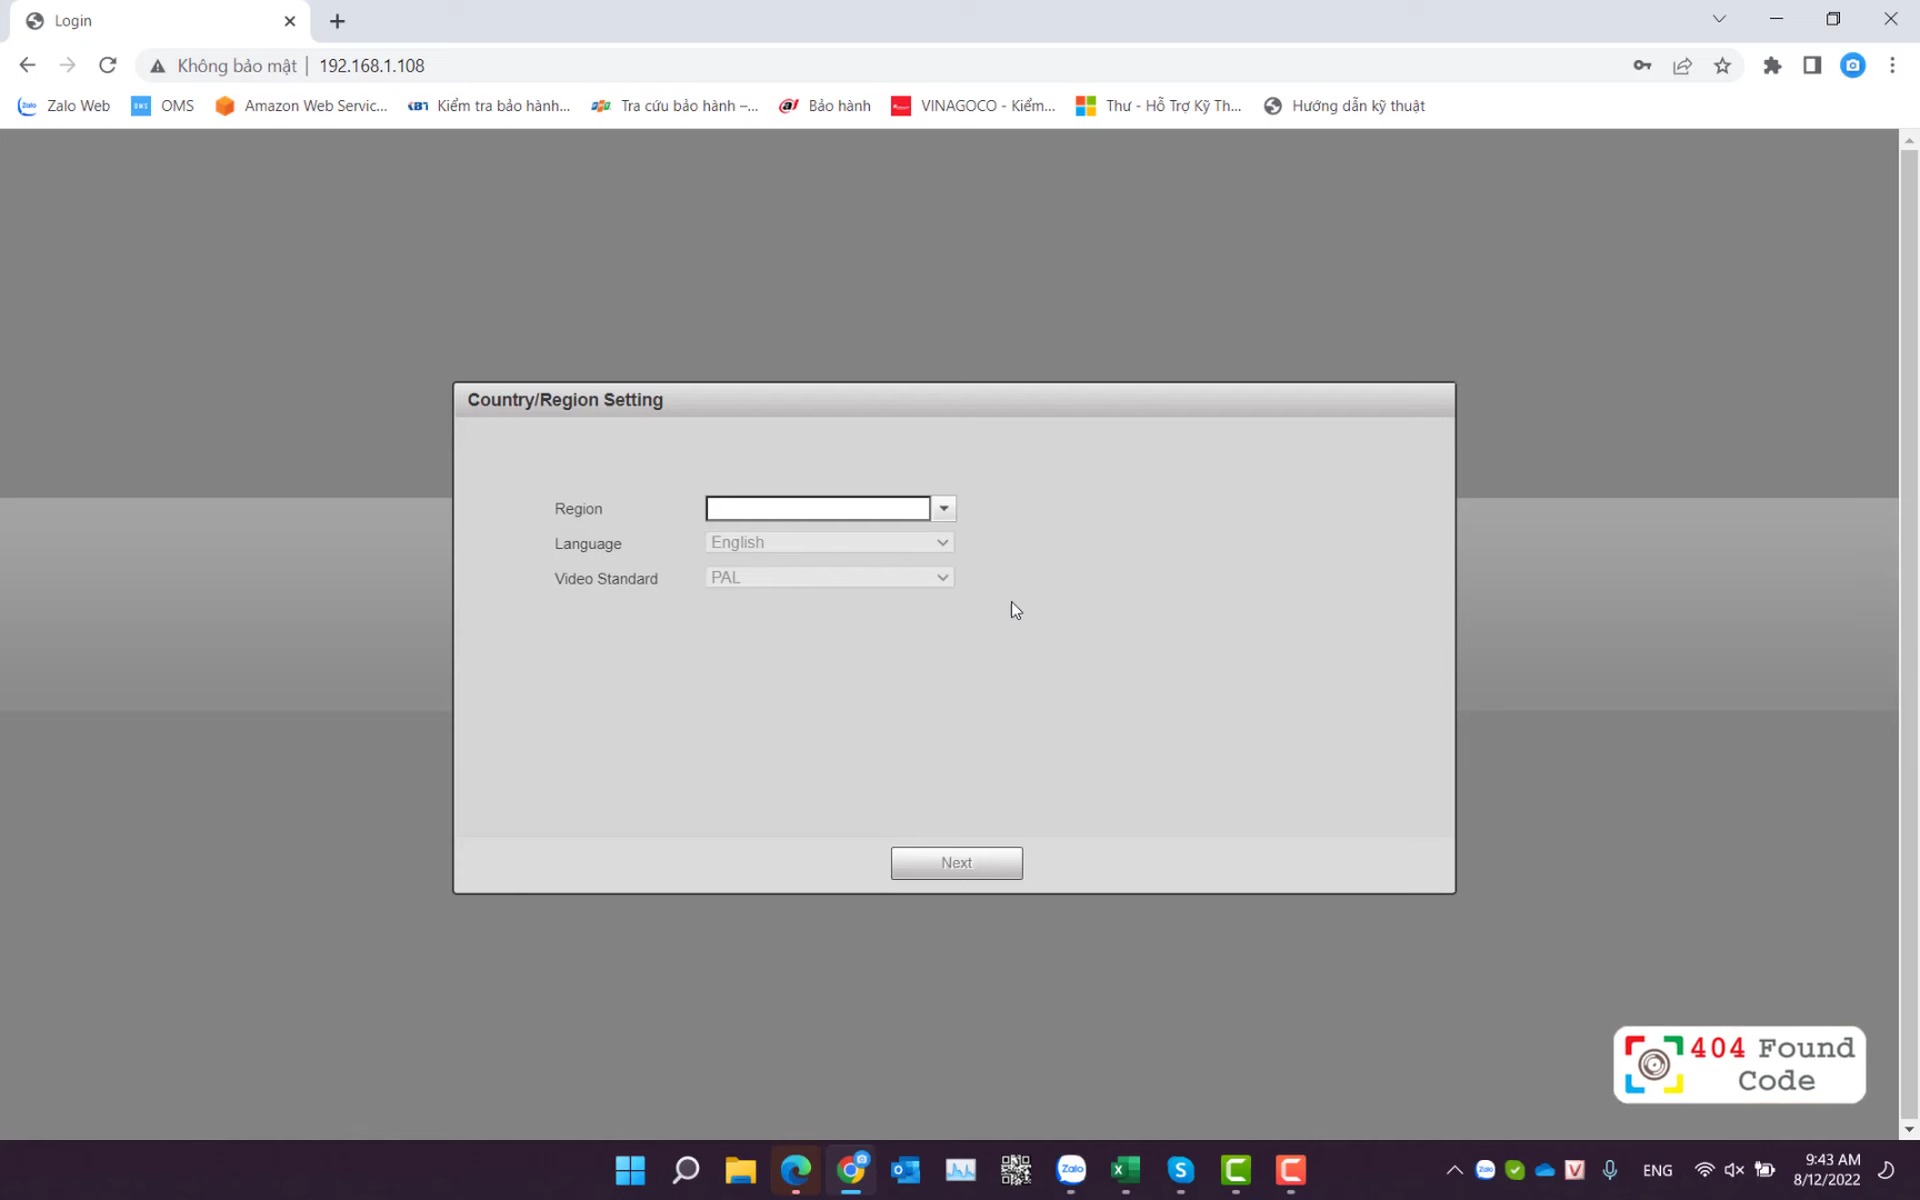 Login
Không bảo mật | 192.168.1.108
Zalo Web OMS Amazon Web Servic... KBT Kiểm tra bảo hành... Tra cứu bảo hành –... Bảo hành VINAGOCO - Kiểm... Thư - Hỗ Trợ Kỹ Th... Hướng dẫn kỹ thuật
Country/Region Setting
Region
Language English
Video Standard PAL
Next
404 Found
Code
Zalo
ENG
9:43 AM
8/12/2022